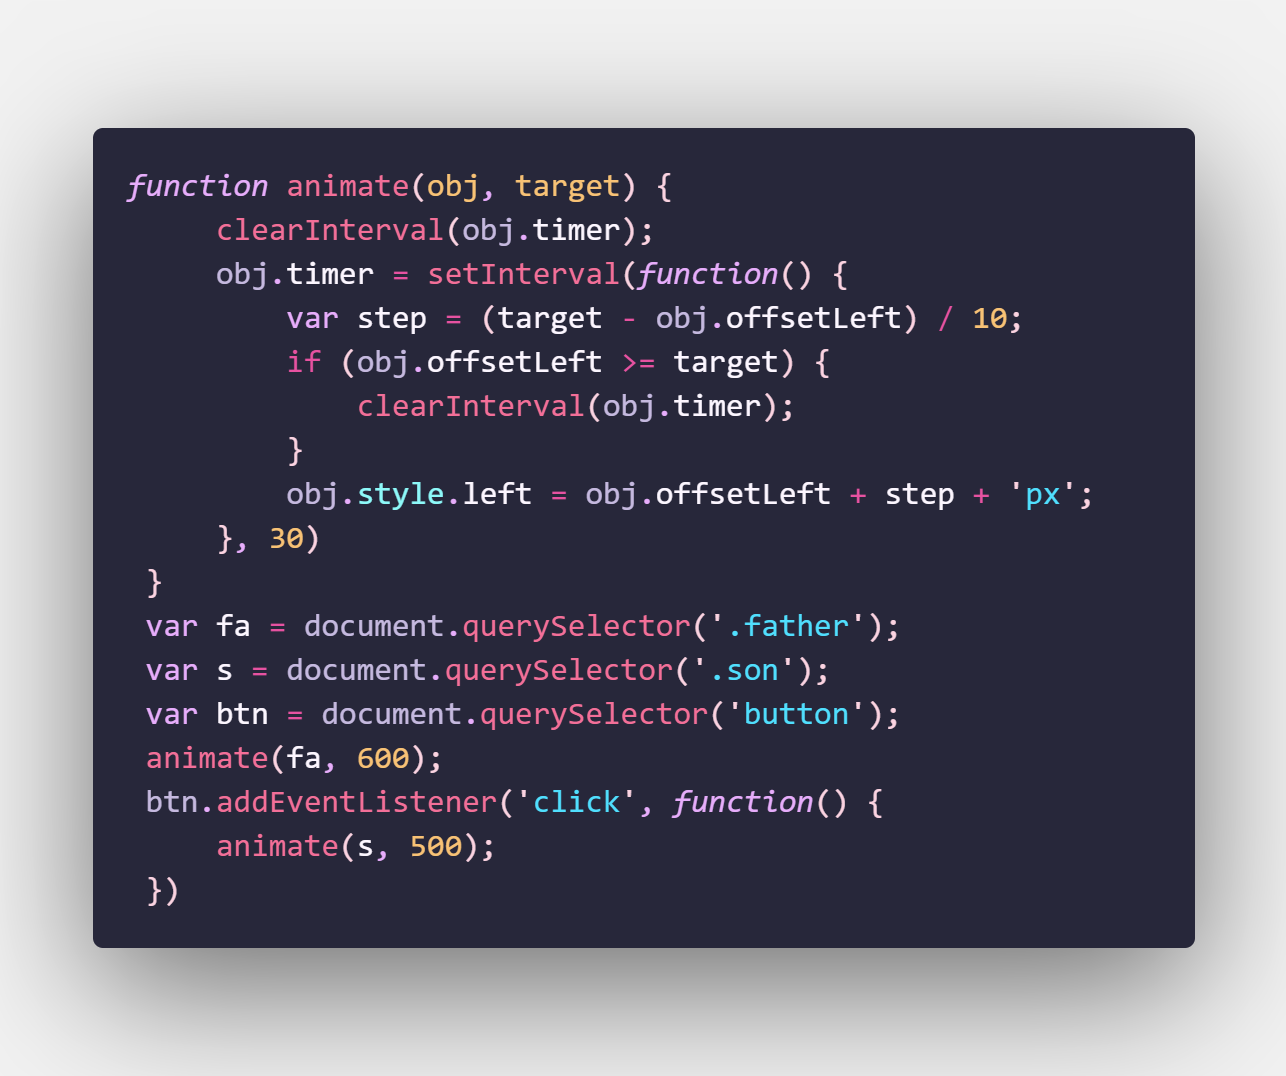 function animate(obj, target) {
     clearInterval(obj.timer);
     obj.timer = setInterval(function() {
         var step = (target - obj.offsetLeft) / 10;
         if (obj.offsetLeft >= target) {
             clearInterval(obj.timer);
         }
         obj.style.left = obj.offsetLeft + step + 'px';
     }, 30)
 }
 var fa = document.querySelector('.father');
 var s = document.querySelector('.son');
 var btn = document.querySelector('button');
 animate(fa, 600);
 btn.addEventListener('click', function() {
     animate(s, 500);
 })